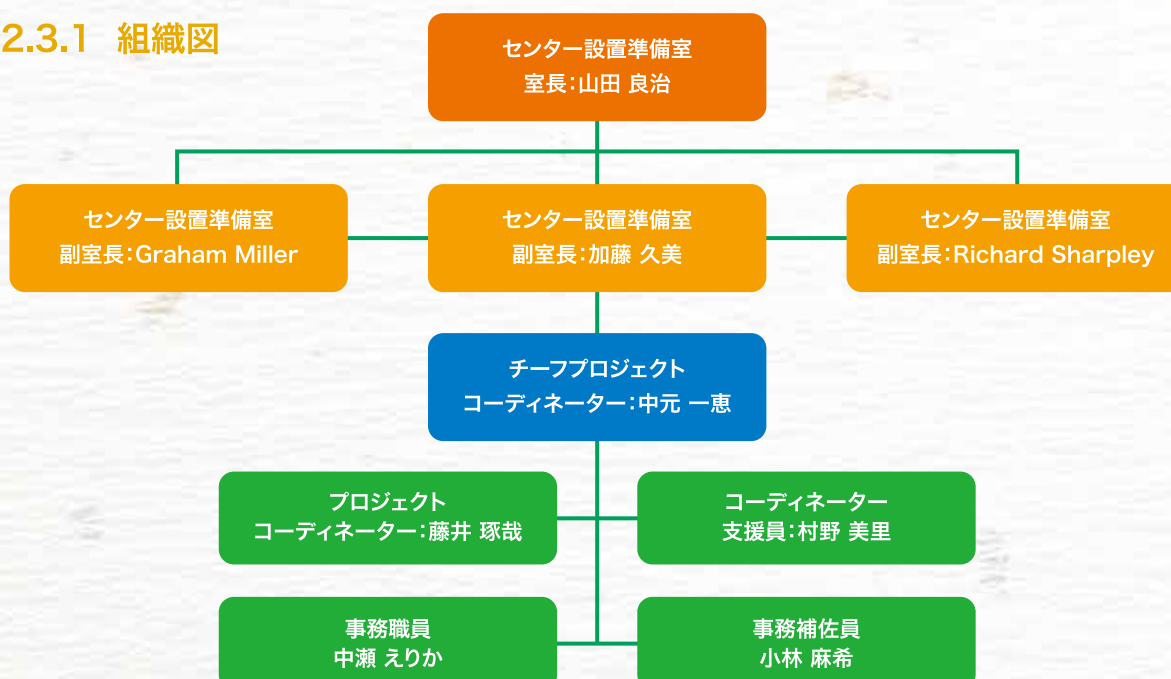 2.3.1 組織図
センター設置準備室
室長:山田 良治
センター設置準備室
副室長:Graham Miller
センター設置準備室
副室長:加藤 久美
センター設置準備室
副室長:Richard Sharpley
チーフプロジェクト
コーディネーター:中元 一恵
プロジェクト
コーディネーター:藤井 琢哉
コーディネーター
支援員:村野 美里
事務職員
中瀬 えりか
事務補佐員
小林 麻希